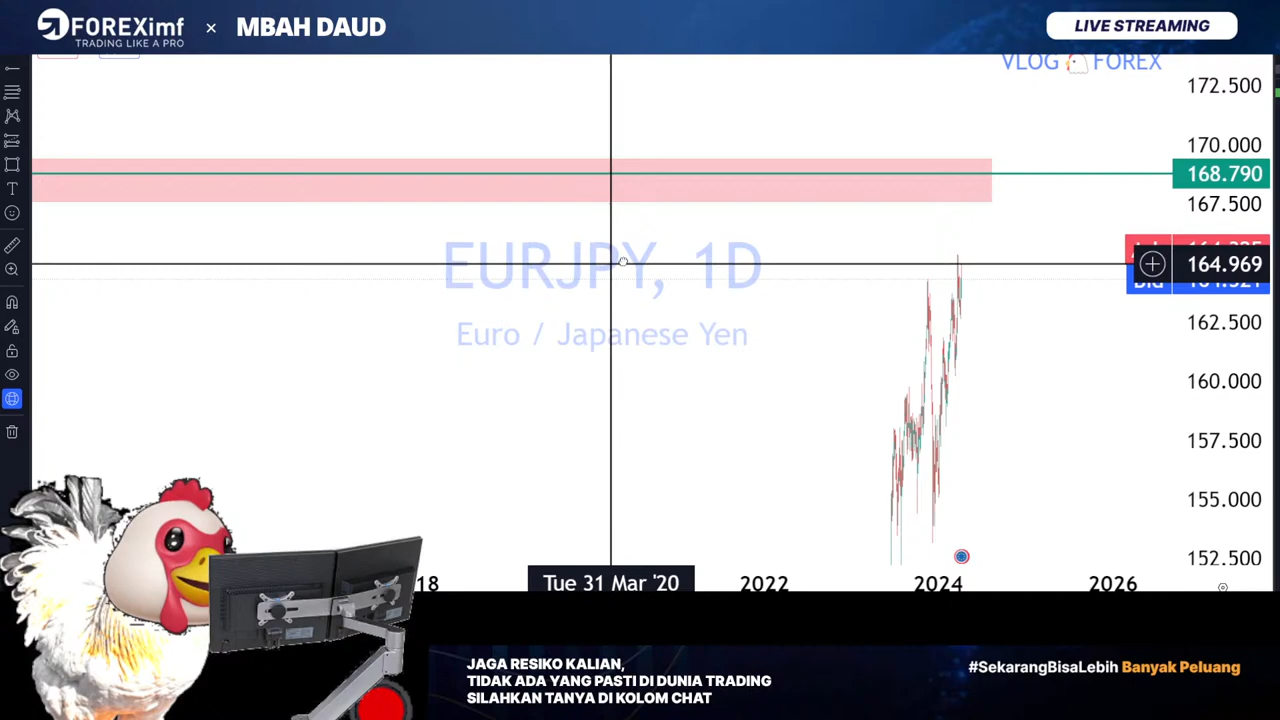 FOREXimf
TRADING LIKE A PRO
×
MBAH DAUD
LIVE STREAMING
VLOG FOREX
172.500
170.000
168.790
167.500
164.969
162.500
160.000
157.500
155.000
152.500
EURJPY, 1D
Euro / Japanese Yen
18
Tue 31 Mar '20
2022
2024
2026
JAGA RESIKO KALIAN,
TIDAK ADA YANG PASTI DI DUNIA TRADING
SILAHKAN TANYA DI KOLOM CHAT
#SekarangBisaLebih Banyak Peluang